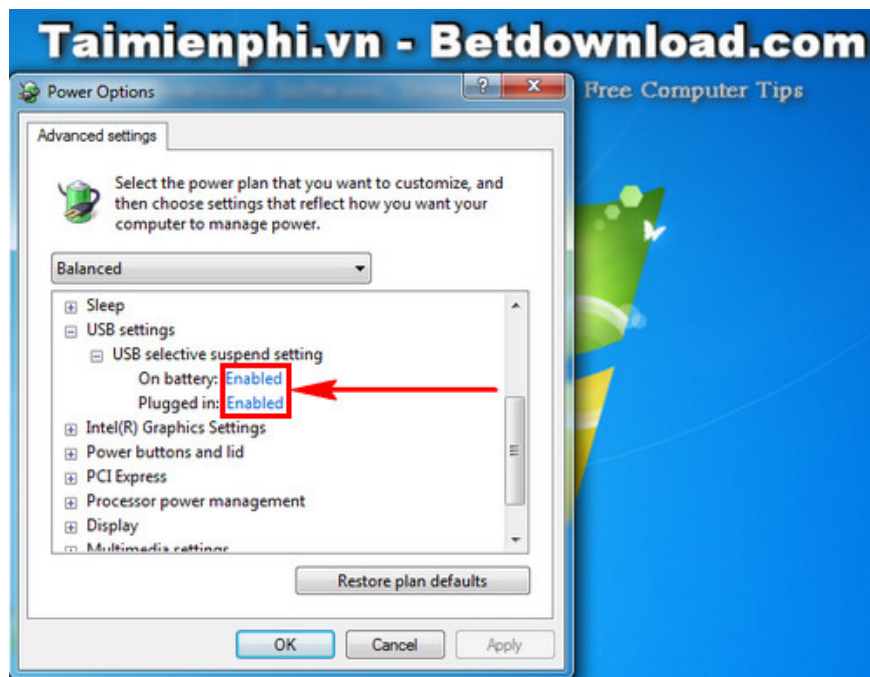 Taimienphi.vn - Betdownload.com
Power Options
Free Computer Tips
Advanced settings
Select the power plan that you want to customize, and
then choose settings that reflect how you want your
computer to manage power.
Balanced
Sleep
USB settings
USB selective suspend setting
On battery: Enabled
Plugged in: Enabled
Intel(R) Graphics Settings
Power buttons and lid
PCI Express
Processor power management
Display
Multimedia settings
Restore plan defaults
OK
Cancel
Apply